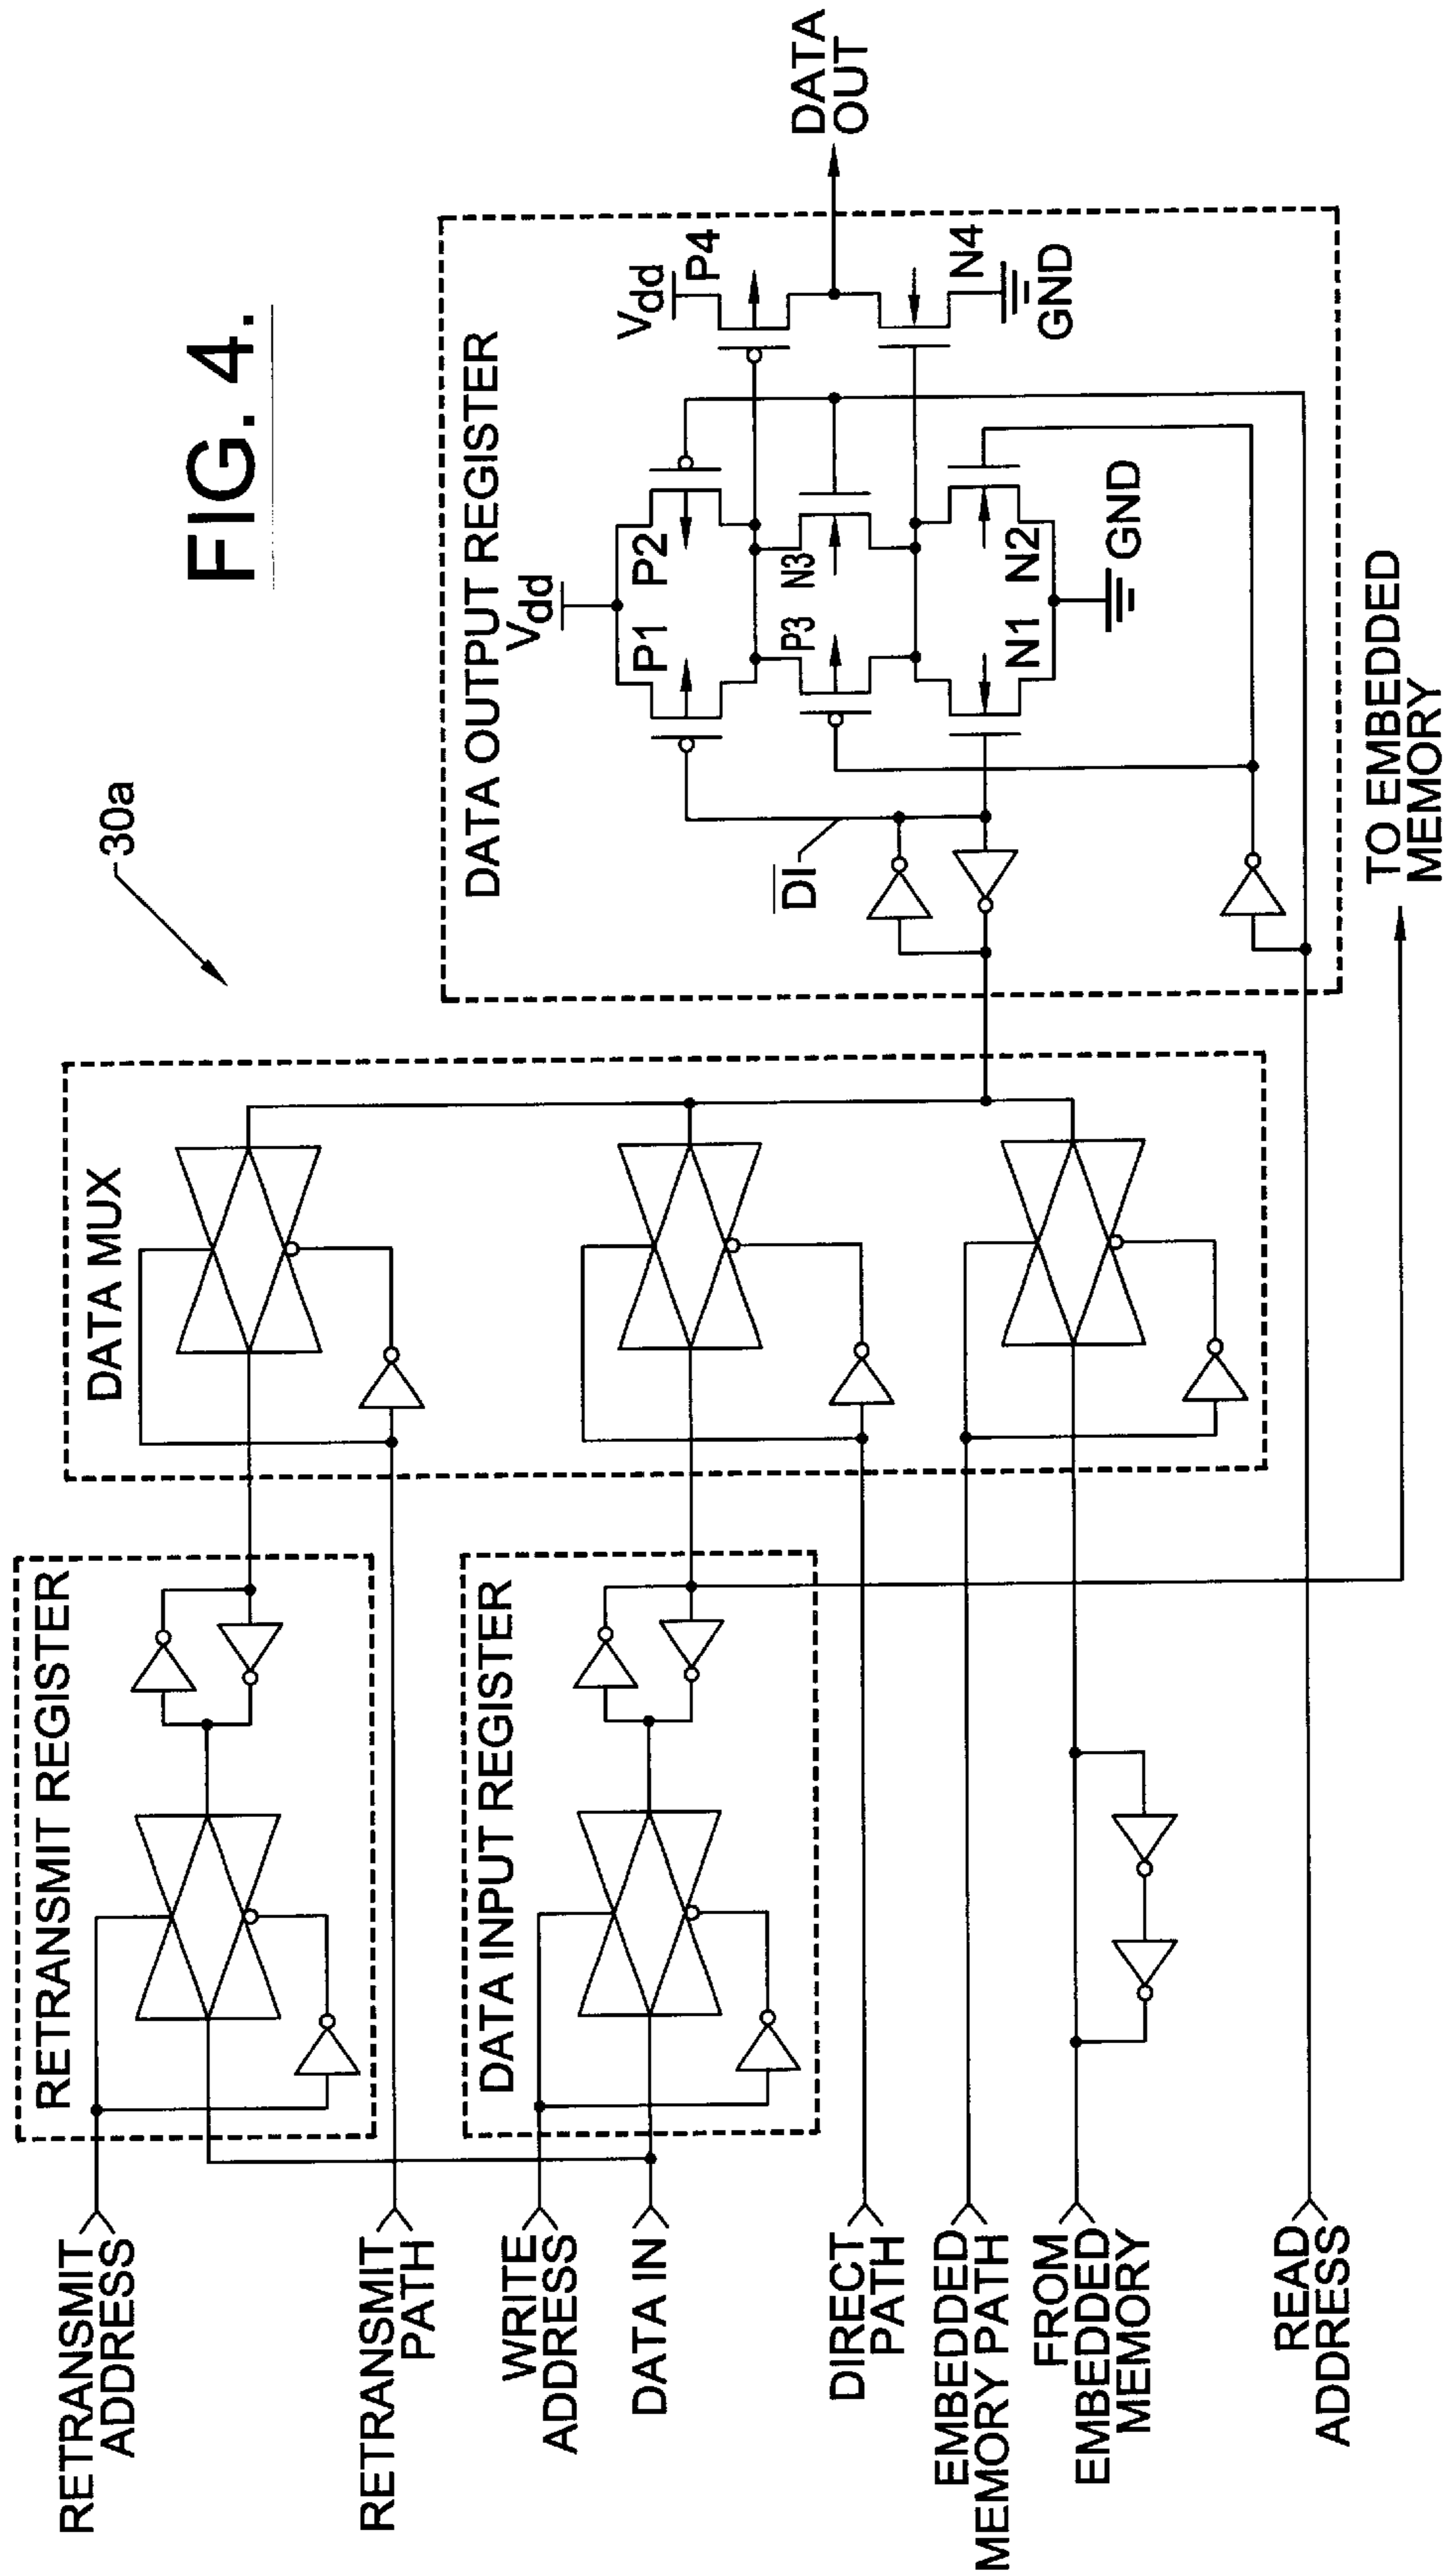 FIG. 4.
30a
RETRANSMIT
ADDRESS
RETRANSMIT
PATH
WRITE
ADDRESS
DATA IN
DIRECT
PATH
EMBEDDED
MEMORY PATH
FROM
EMBEDDED
MEMORY
READ
ADDRESS
RETRANSMIT REGISTER
DATA INPUT REGISTER
DATA MUX
DATA OUTPUT REGISTER
Vdd
P1
P2
P3
N3
N1
N2
GND
DI
Vdd
P4
N4
GND
DATA
OUT
TO EMBEDDED
MEMORY